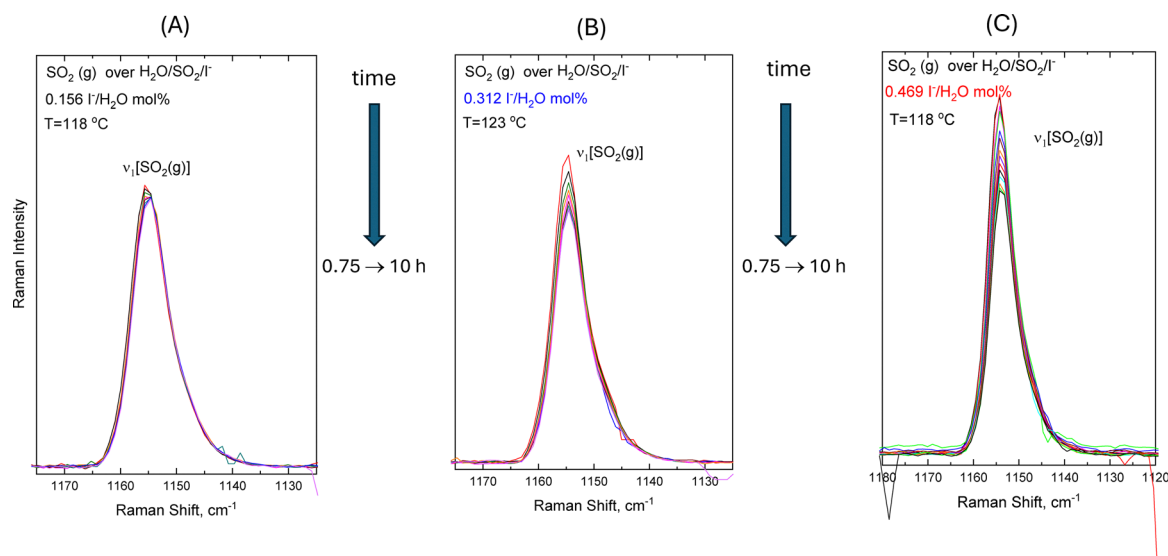 (A)
SO₂ (g) over H₂O/SO₂/I⁻
0.156 I⁻/H₂O mol%
T=118 °C
ν₁[SO₂(g)]
Raman Intensity
1170 1160 1150 1140 1130
Raman Shift, cm⁻¹
time
0.75 → 10 h
(B)
SO₂ (g) over H₂O/SO₂/I⁻
0.312 I⁻/H₂O mol%
T=123 °C
ν₁[SO₂(g)]
1170 1160 1150 1140 1130
Raman Shift, cm⁻¹
time
0.75 → 10 h
(C)
SO₂ (g) over H₂O/SO₂/I⁻
0.469 I⁻/H₂O mol%
T=118 °C
ν₁[SO₂(g)]
1180 1170 1160 1150 1140 1130 1120
Raman Shift, cm⁻¹